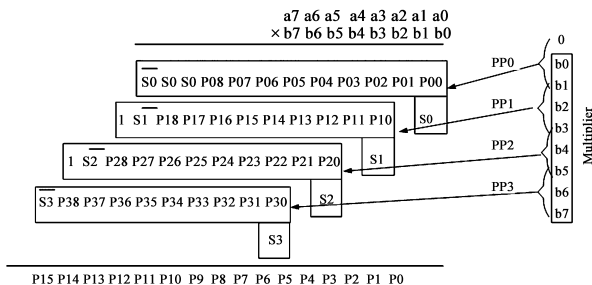 a7 a6 a5 a4 a3 a2 a1 a0
×b7 b6 b5 b4 b3 b2 b1 b0
S̅0̅ S0 S0 P08 P07 P06 P05 P04 P03 P02 P01 P00
S0
1 S̅1̅ P18 P17 P16 P15 P14 P13 P12 P11 P10
S1
1 S̅2̅ P28 P27 P26 P25 P24 P23 P22 P21 P20
S2
S̅3̅ P38 P37 P36 P35 P34 P33 P32 P31 P30
S3
P15 P14 P13 P12 P11 P10 P9 P8 P7 P6 P5 P4 P3 P2 P1 P0
PP0
PP1
PP2
PP3
0
b0
b1
b2
b3
b4
b5
b6
b7
Multiplier